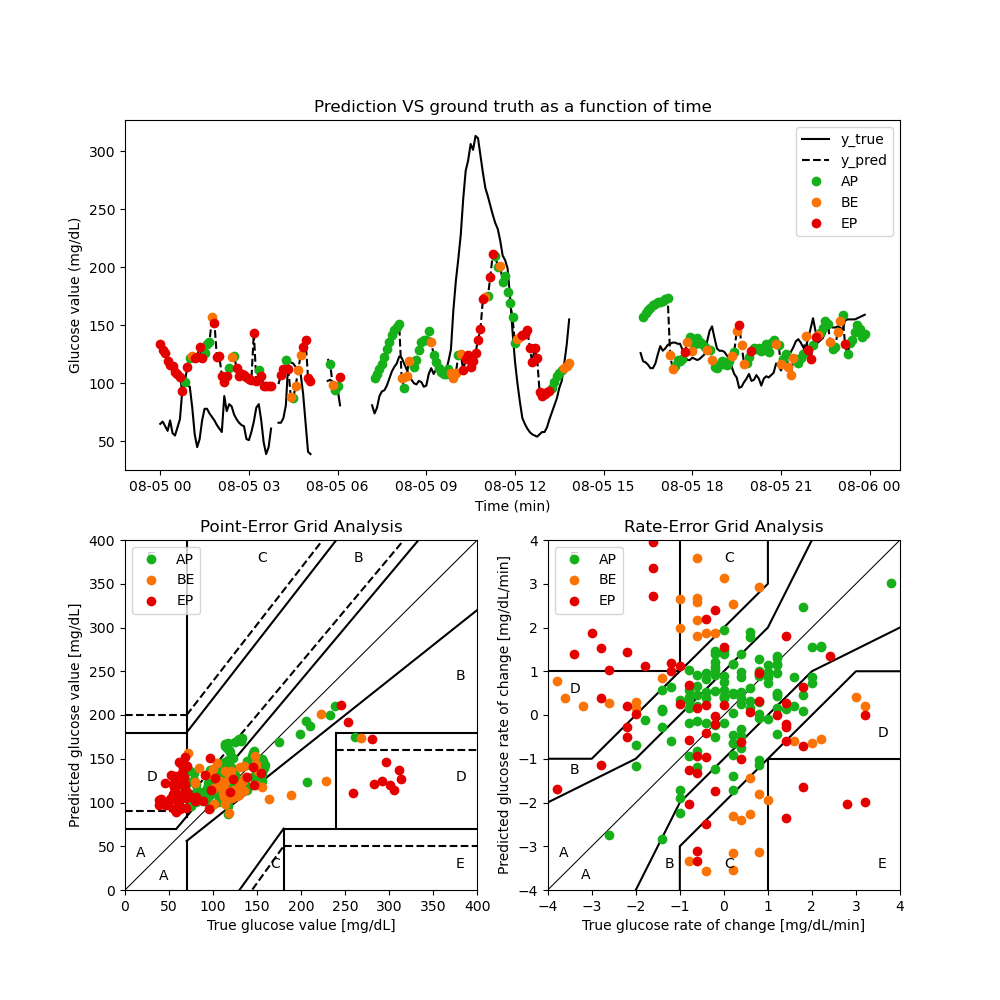 Prediction VS ground truth as a function of time
Glucose value (mg/dL)
300
250
200
150
100
50
y_true
y_pred
AP
BE
EP
08-05 00 08-05 03 08-05 06 08-05 09 08-05 12 08-05 15 08-05 18 08-05 21 08-06 00
Time (min)
Point-Error Grid Analysis
Predicted glucose value [mg/dL]
400
350
300
250
200
150
100
50
0
AP
BE
EP
C
B
B
D
D
A
A
C
E
0 50 100 150 200 250 300 350 400
True glucose value [mg/dL]
Rate-Error Grid Analysis
Predicted glucose rate of change [mg/dL/min]
4
3
2
1
0
−1
−2
−3
−4
AP
BE
EP
C
D
D
B
A
A
B
C
E
−4 −3 −2 −1 0 1 2 3 4
True glucose rate of change [mg/dL/min]